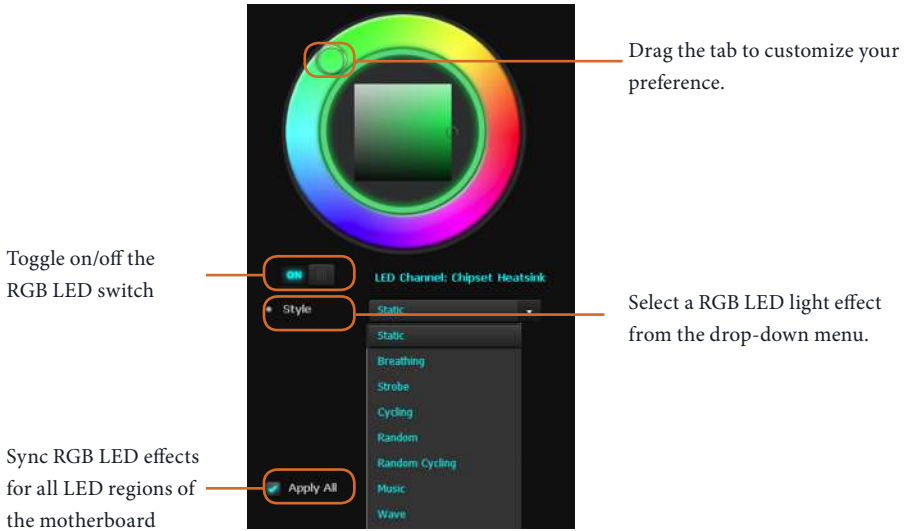 Drag the tab to customize your
preference.
Toggle on/off the
RGB LED switch
ON
LED Channel: Chipset Heatsink
Style
Static
Select a RGB LED light effect
from the drop-down menu.
Static
Breathing
Strobe
Cycling
Random
Random Cycling
Music
Wave
Sync RGB LED effects
for all LED regions of
the motherboard
Apply All